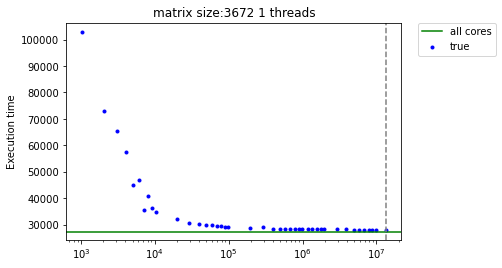 matrix size:3672 1 threads
all cores
true
Execution time
100000
90000
80000
70000
60000
50000
40000
30000
10³ 10⁴ 10⁵ 10⁶ 10⁷